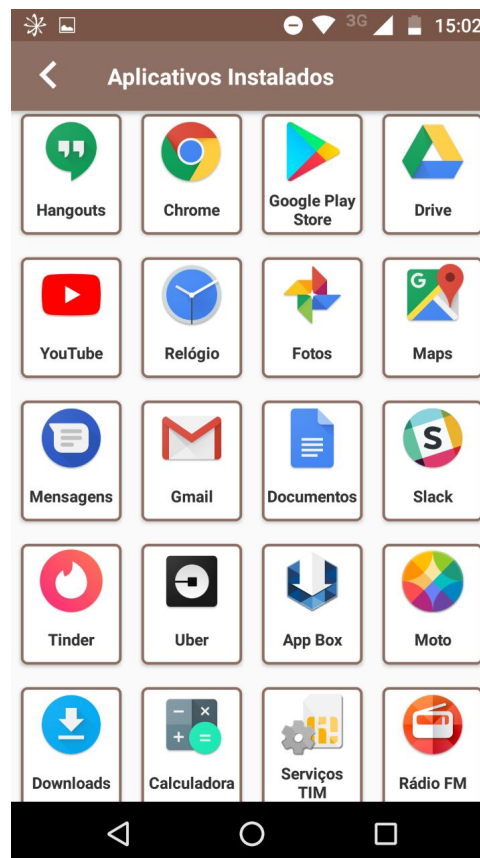 3G 15:02
Aplicativos Instalados
Hangouts
Chrome
Google Play
Store
Drive
YouTube
Relógio
Fotos
G
Maps
Mensagens
Gmail
Documentos
S
Slack
Tinder
Uber
App Box
Moto
Downloads
Calculadora
Serviços
TIM
Rádio FM